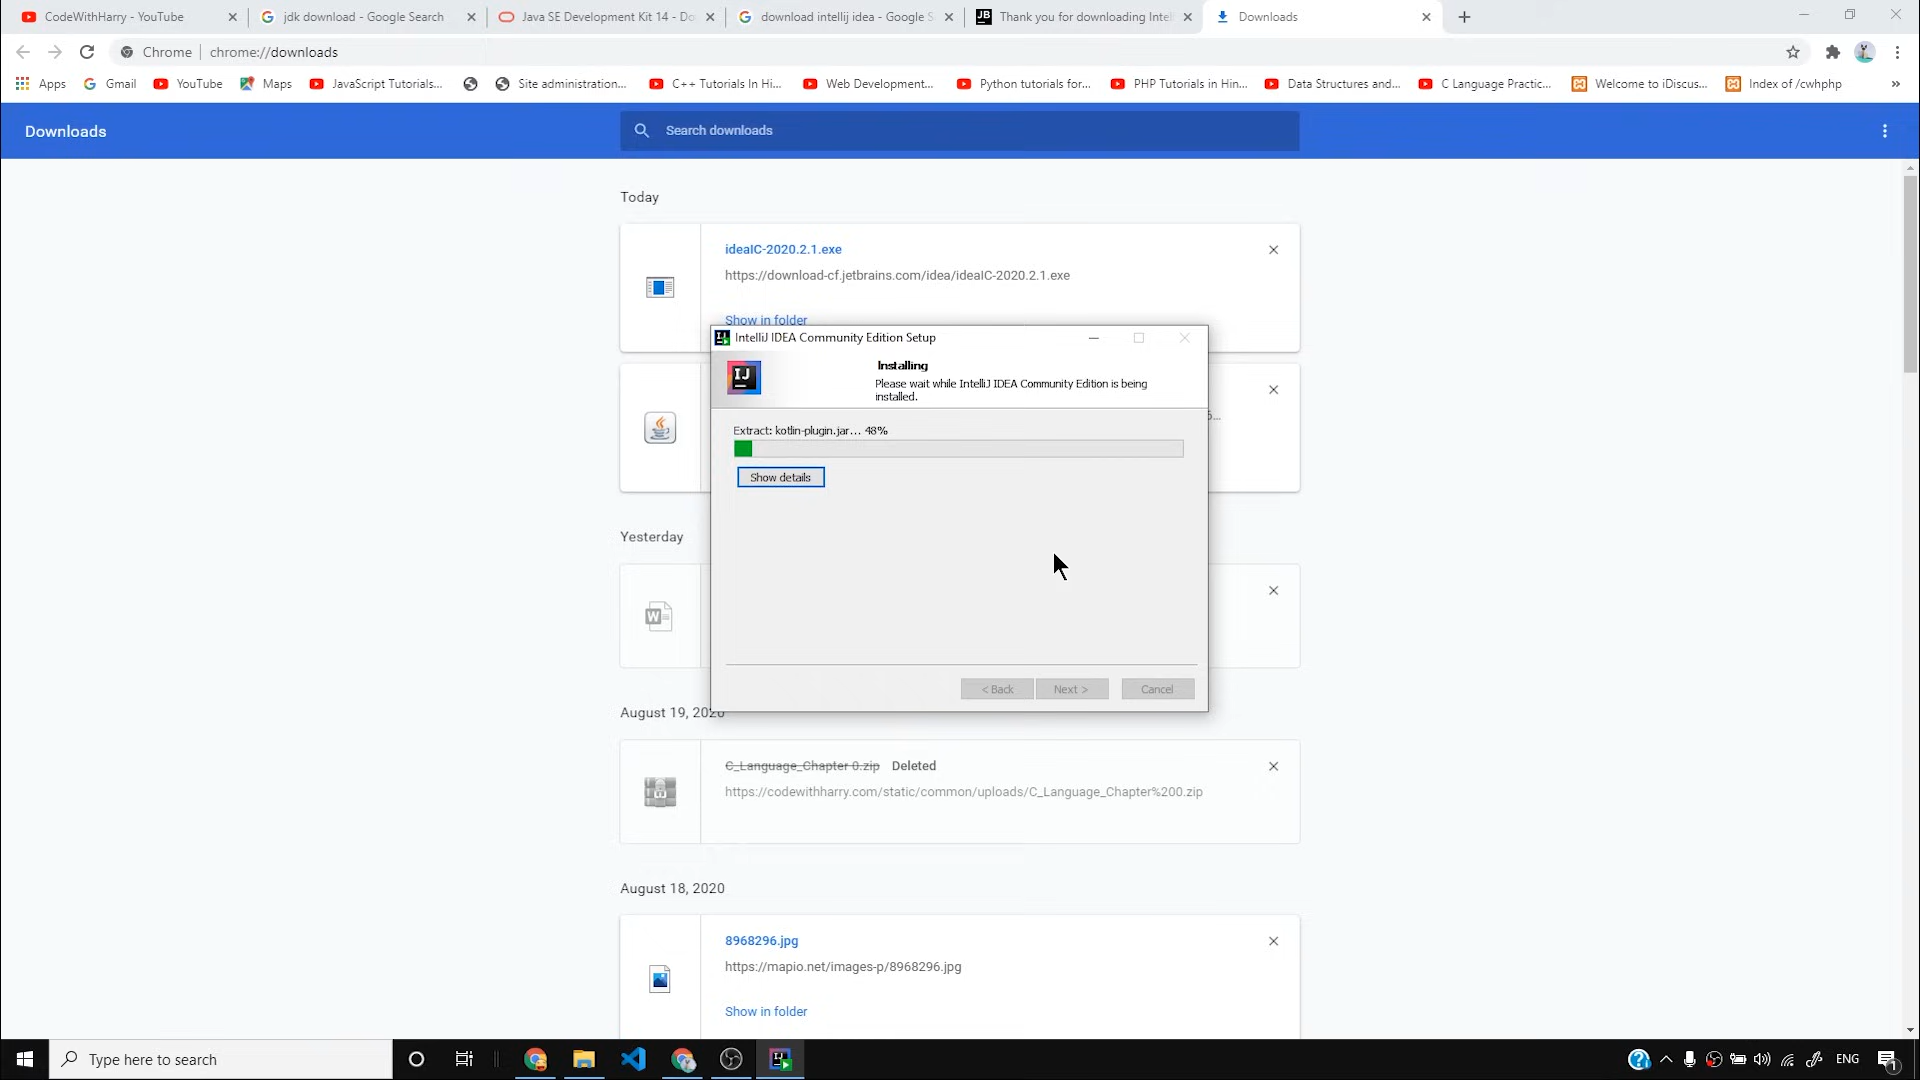 CodeWithHarry - YouTube
jdk download - Google Search
Java SE Development Kit 14 - Do
download intellij idea - Google S
Thank you for downloading Intel
Downloads
Chrome
chrome://downloads
Apps
Gmail
YouTube
Maps
JavaScript Tutorials...
Site administration...
C++ Tutorials In Hi...
Web Development...
Python tutorials for...
PHP Tutorials in Hin...
Data Structures and...
C Language Practic...
Welcome to iDiscus...
Index of /cwhphp
»
Downloads
Search downloads
Today
ideaIC-2020.2.1.exe
https://download-cf.jetbrains.com/idea/ideaIC-2020.2.1.exe
Show in folder
IntelliJ IDEA Community Edition Setup
Installing
Please wait while IntelliJ IDEA Community Edition is being
installed.
Extract: kotlin-plugin.jar... 48%
Show details
< Back
Next >
Cancel
Yesterday
August 19, 2020
C_Language_Chapter 0.zip Deleted
https://codewithharry.com/static/common/uploads/C_Language_Chapter%200.zip
August 18, 2020
8968296.jpg
https://mapio.net/images-p/8968296.jpg
Show in folder
Type here to search
ENG
1